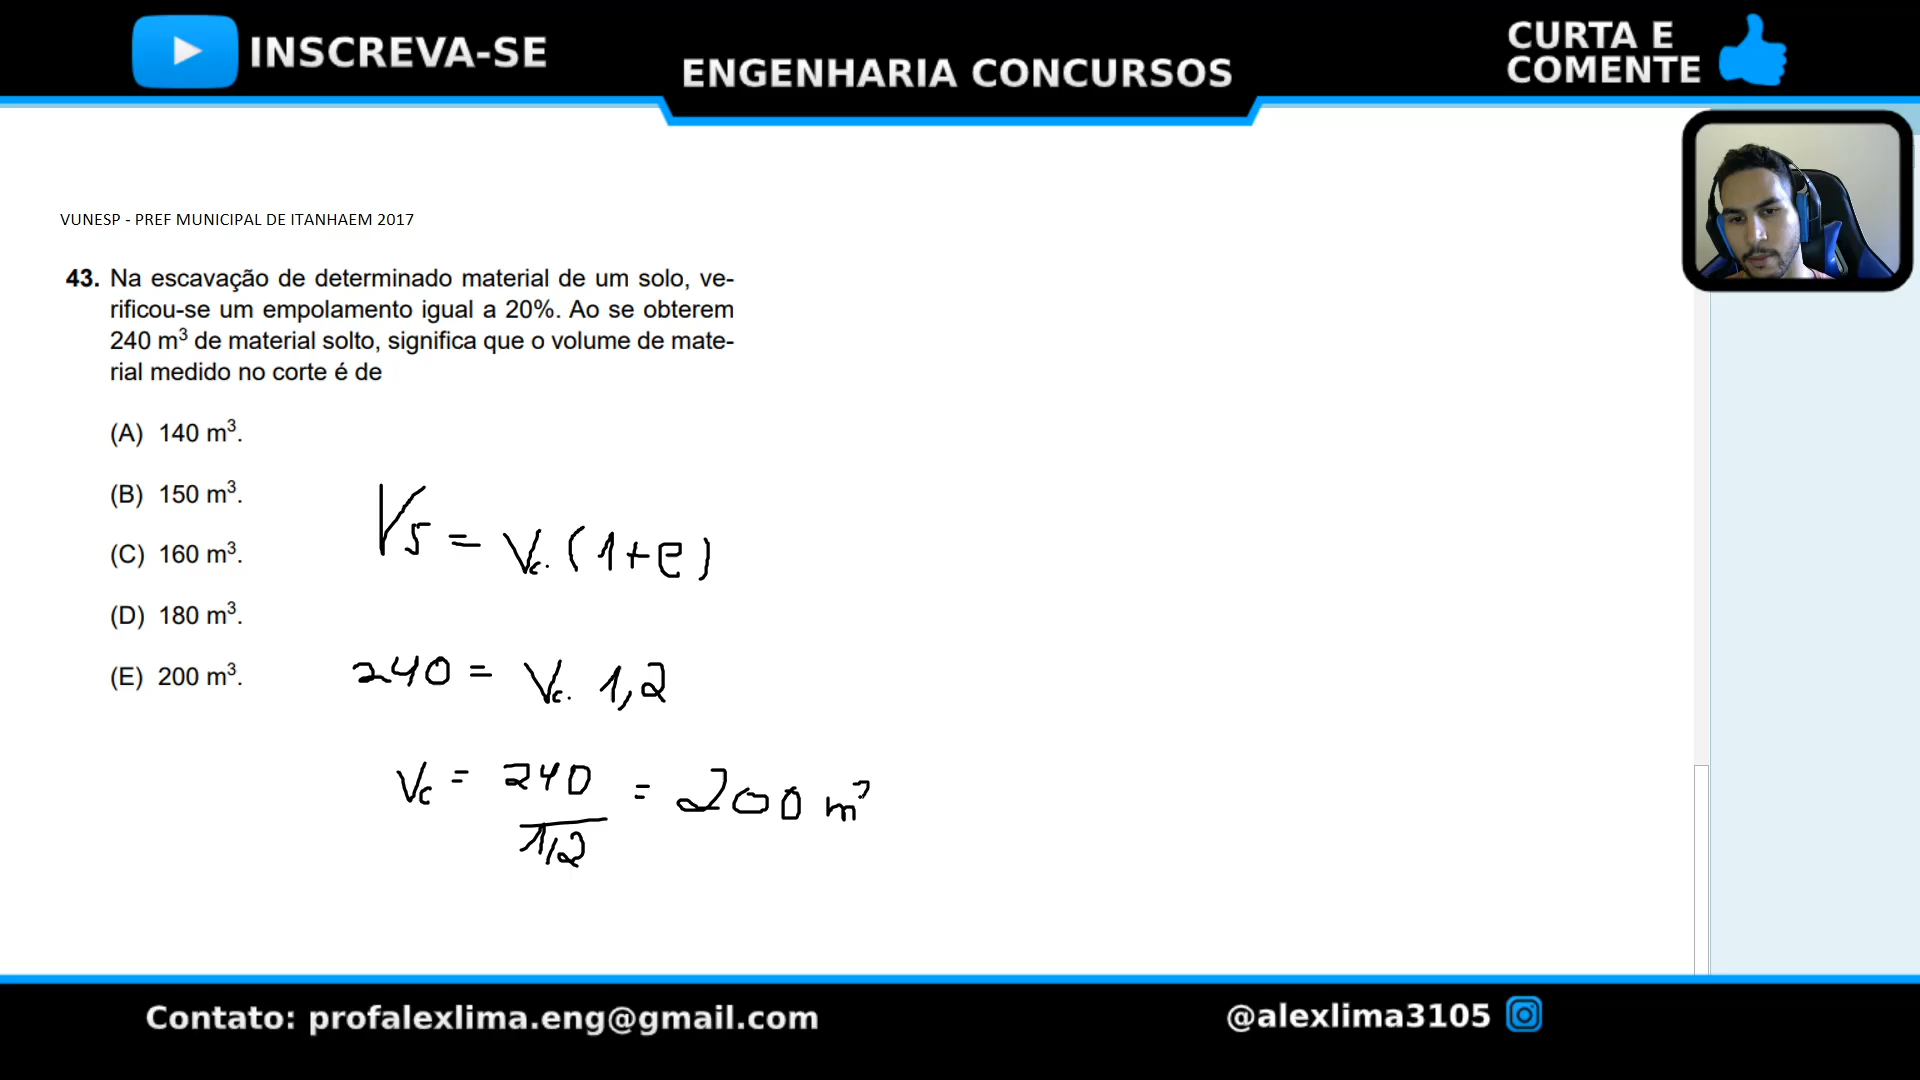 INSCREVA-SE
ENGENHARIA CONCURSOS
CURTA E
COMENTE
VUNESP - PREF MUNICIPAL DE ITANHAEM 2017
43. Na escavação de determinado material de um solo, ve-
rificou-se um empolamento igual a 20%. Ao se obterem
240 m³ de material solto, significa que o volume de mate-
rial medido no corte é de
(A) 140 m³.
(B) 150 m³.
(C) 160 m³.
(D) 180 m³.
(E) 200 m³.
Vs = Vc.(1+e)
240 = Vc. 1,2
Vc = 240/1,2 = 200 m³
Contato: profalexlima.eng@gmail.com
@alexlima3105